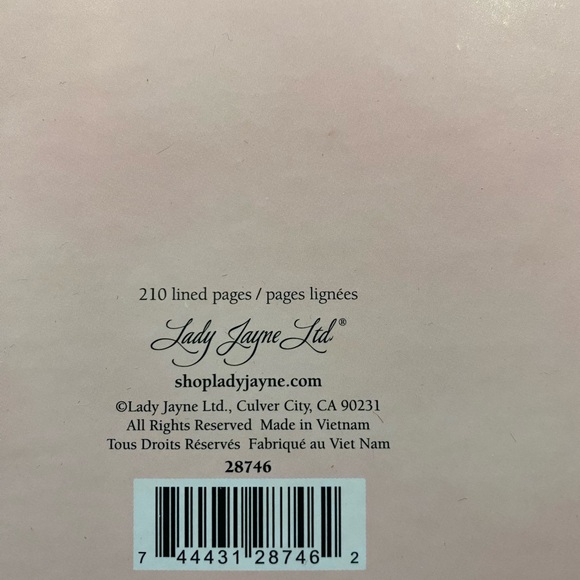 210 lined pages / pages lignées
Lady Jayne Ltd.®
shopladyjayne.com
©Lady Jayne Ltd., Culver City, CA 90231
All Rights Reserved Made in Vietnam
Tous Droits Réservés Fabriqué au Viet Nam
28746
7 44431 28746 2